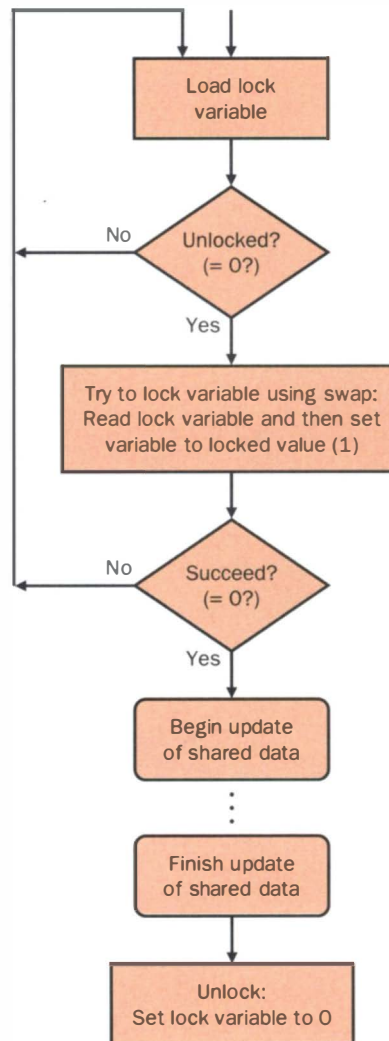 Load lock
variable
No
Unlocked?
(= 0?)
Yes
Try to lock variable using swap:
Read lock variable and then set
variable to locked value (1)
No
Succeed?
(= 0?)
Yes
Begin update
of shared data
Finish update
of shared data
Unlock:
Set lock variable to 0